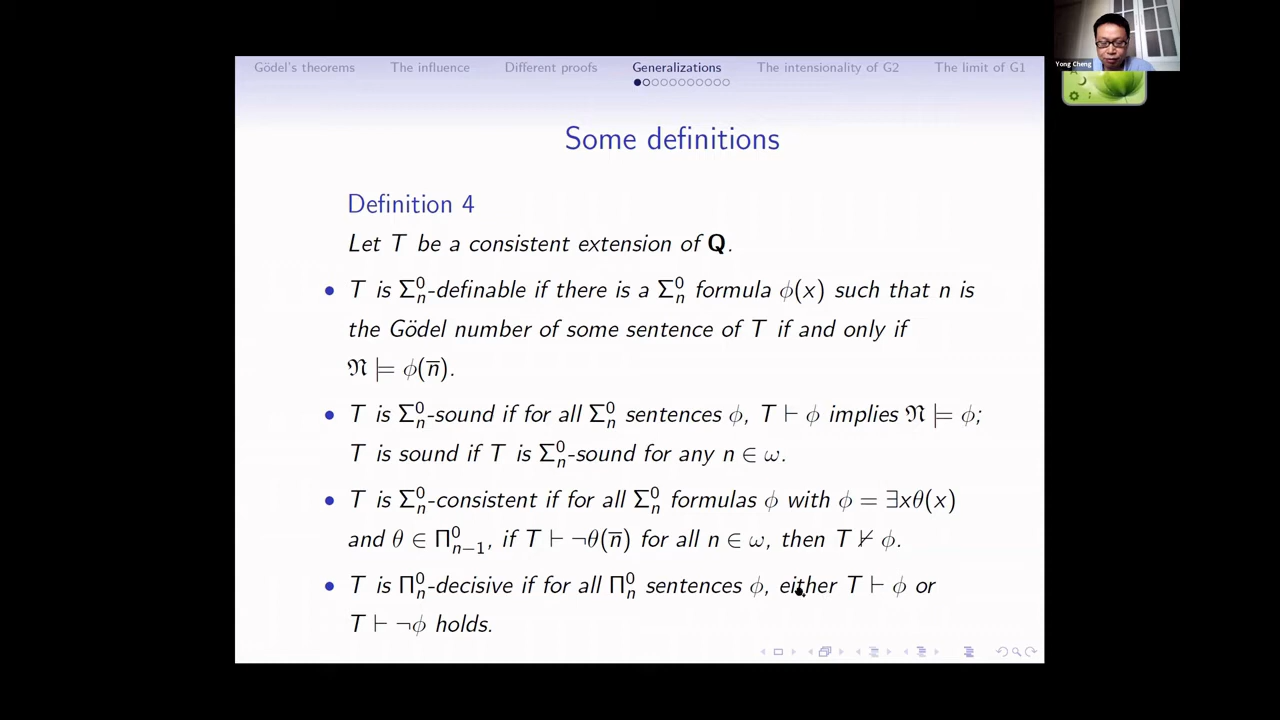 Gödel's theorems The influence Different proofs Generalizations The intensionality of G2 The limit of G1
Yong Cheng
Some definitions
Definition 4
Let T be a consistent extension of Q.
• T is Σ⁰ₙ-definable if there is a Σ⁰ₙ formula ϕ(x) such that n is
the Gödel number of some sentence of T if and only if
𝔑 ⊨ ϕ(n̅).
• T is Σ⁰ₙ-sound if for all Σ⁰ₙ sentences ϕ, T ⊢ ϕ implies 𝔑 ⊨ ϕ;
T is sound if T is Σ⁰ₙ-sound for any n ∈ ω.
• T is Σ⁰ₙ-consistent if for all Σ⁰ₙ formulas ϕ with ϕ = ∃xθ(x)
and θ ∈ Π⁰ₙ₋₁, if T ⊢ ¬θ(n̅) for all n ∈ ω, then T ⊬ ϕ.
• T is Π⁰ₙ-decisive if for all Π⁰ₙ sentences ϕ, either T ⊢ ϕ or
T ⊢ ¬ϕ holds.